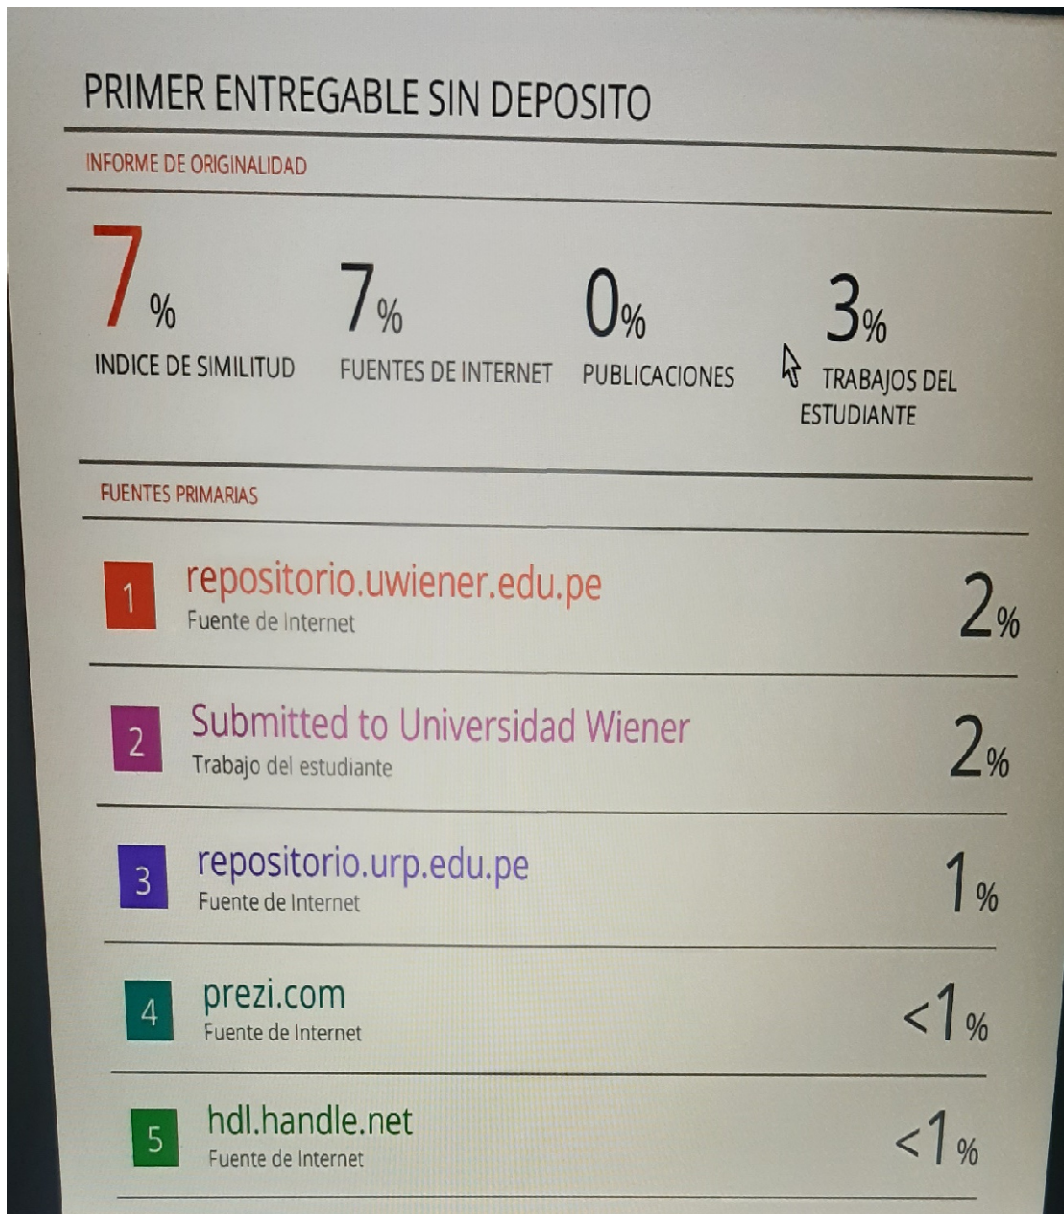 PRIMER ENTREGABLE SIN DEPOSITO
INFORME DE ORIGINALIDAD
7% 7% 0% 3%
INDICE DE SIMILITUD FUENTES DE INTERNET PUBLICACIONES TRABAJOS DEL
ESTUDIANTE
FUENTES PRIMARIAS
1 repositorio.uwiener.edu.pe 2%
Fuente de Internet
2 Submitted to Universidad Wiener 2%
Trabajo del estudiante
3 repositorio.urp.edu.pe 1%
Fuente de Internet
4 prezi.com <1%
Fuente de Internet
5 hdl.handle.net <1%
Fuente de Internet